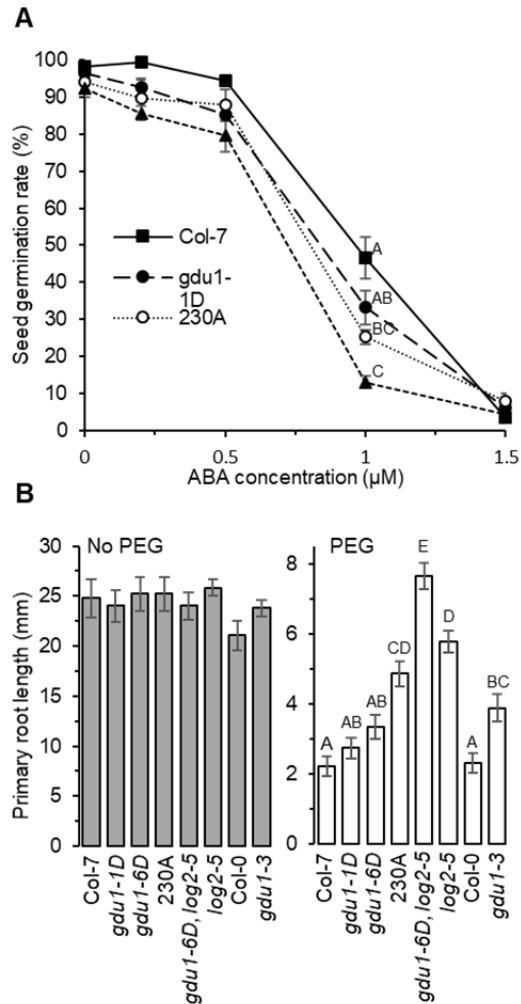 A
100
90
80
70
60
50
40
30
20
10
0
Seed germination rate (%)
Col-7
gdu1-
1D
230A
A
AB
BC
C
0
0.5
1
1.5
ABA concentration (µM)
B
No PEG
30
25
20
15
10
5
0
Primary root length (mm)
Col-7
gdu1-1D
gdu1-6D
230A
gdu1-6D, log2-5
log2-5
Col-0
gdu1-3
PEG
8
6
4
2
0
A
AB
AB
CD
E
D
A
BC
Col-7
gdu1-1D
gdu1-6D
230A
gdu1-6D, log2-5
log2-5
Col-0
gdu1-3